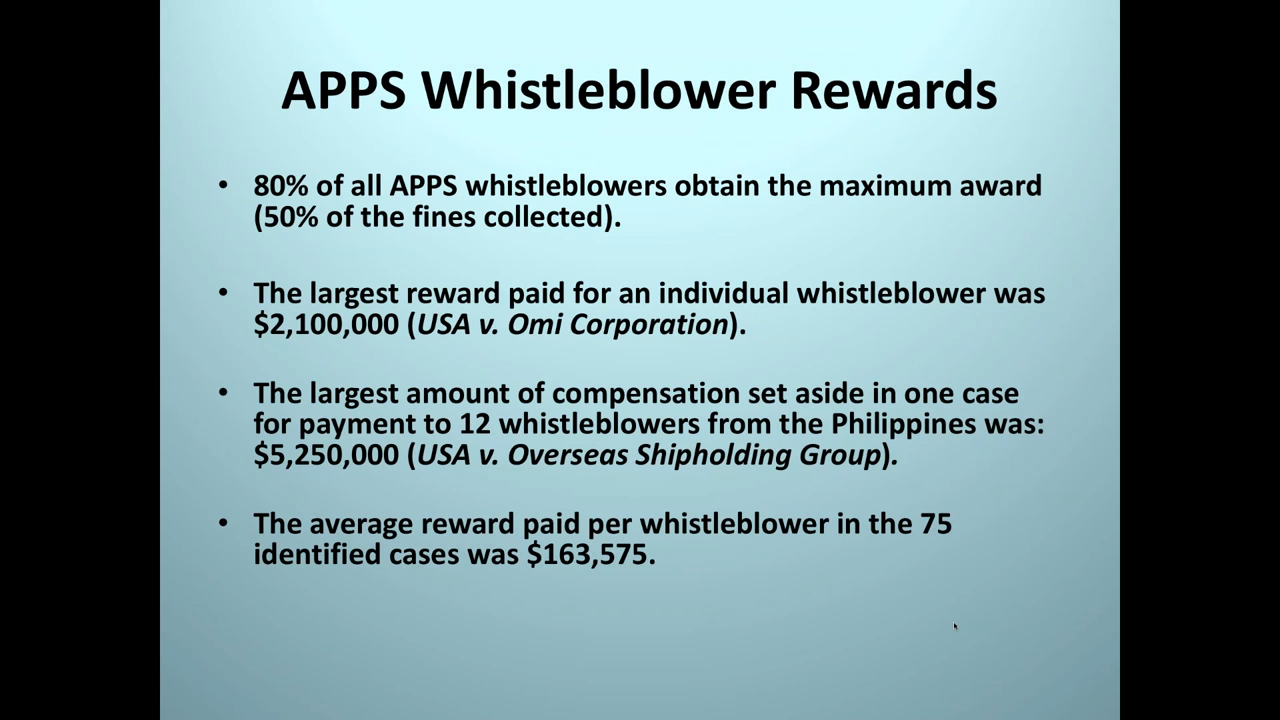 APPS Whistleblower Rewards
• 80% of all APPS whistleblowers obtain the maximum award
(50% of the fines collected).
• The largest reward paid for an individual whistleblower was
$2,100,000 (USA v. Omi Corporation).
• The largest amount of compensation set aside in one case
for payment to 12 whistleblowers from the Philippines was:
$5,250,000 (USA v. Overseas Shipholding Group).
• The average reward paid per whistleblower in the 75
identified cases was $163,575.